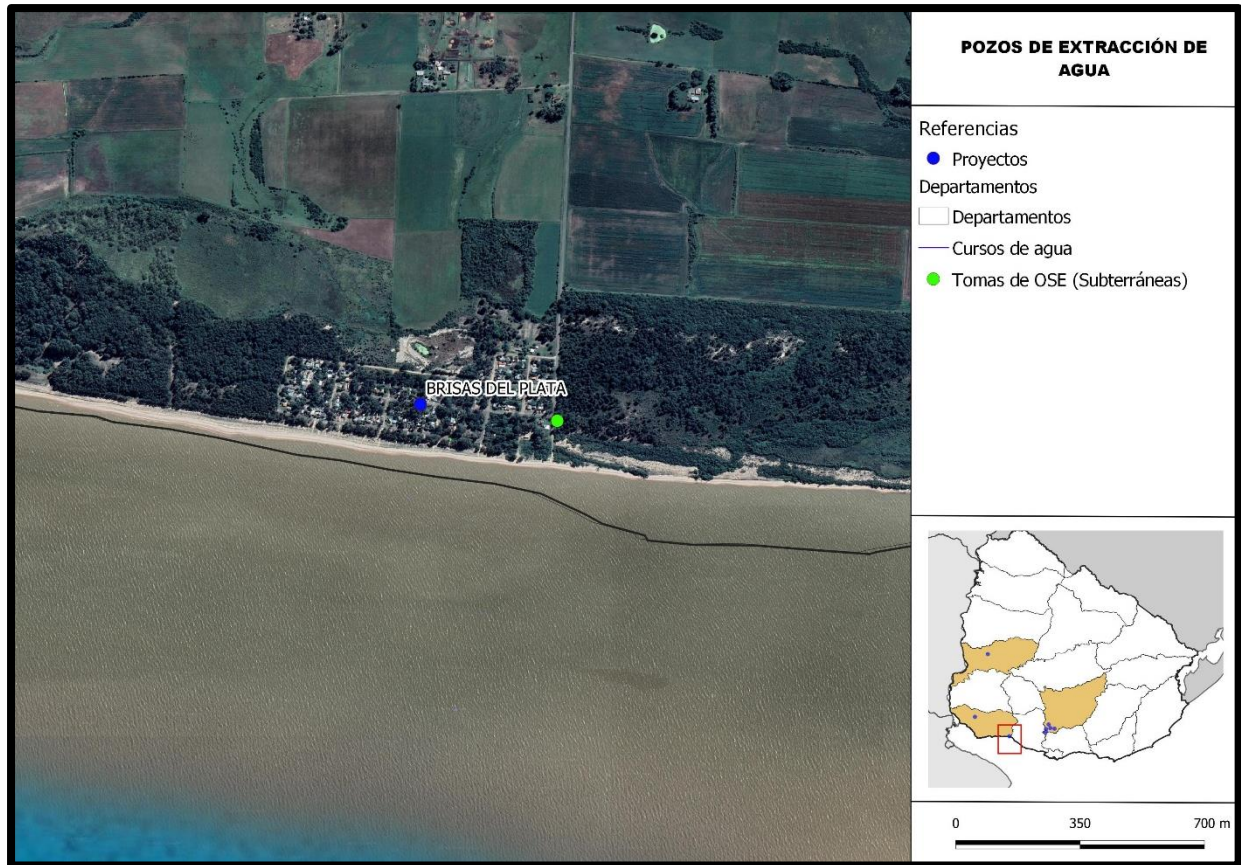 POZOS DE EXTRACCIÓN DE
AGUA
Referencias
Proyectos
Departamentos
Departamentos
Cursos de agua
Tomas de OSE (Subterráneas)
BRISAS DEL PLATA
0 350 700 m